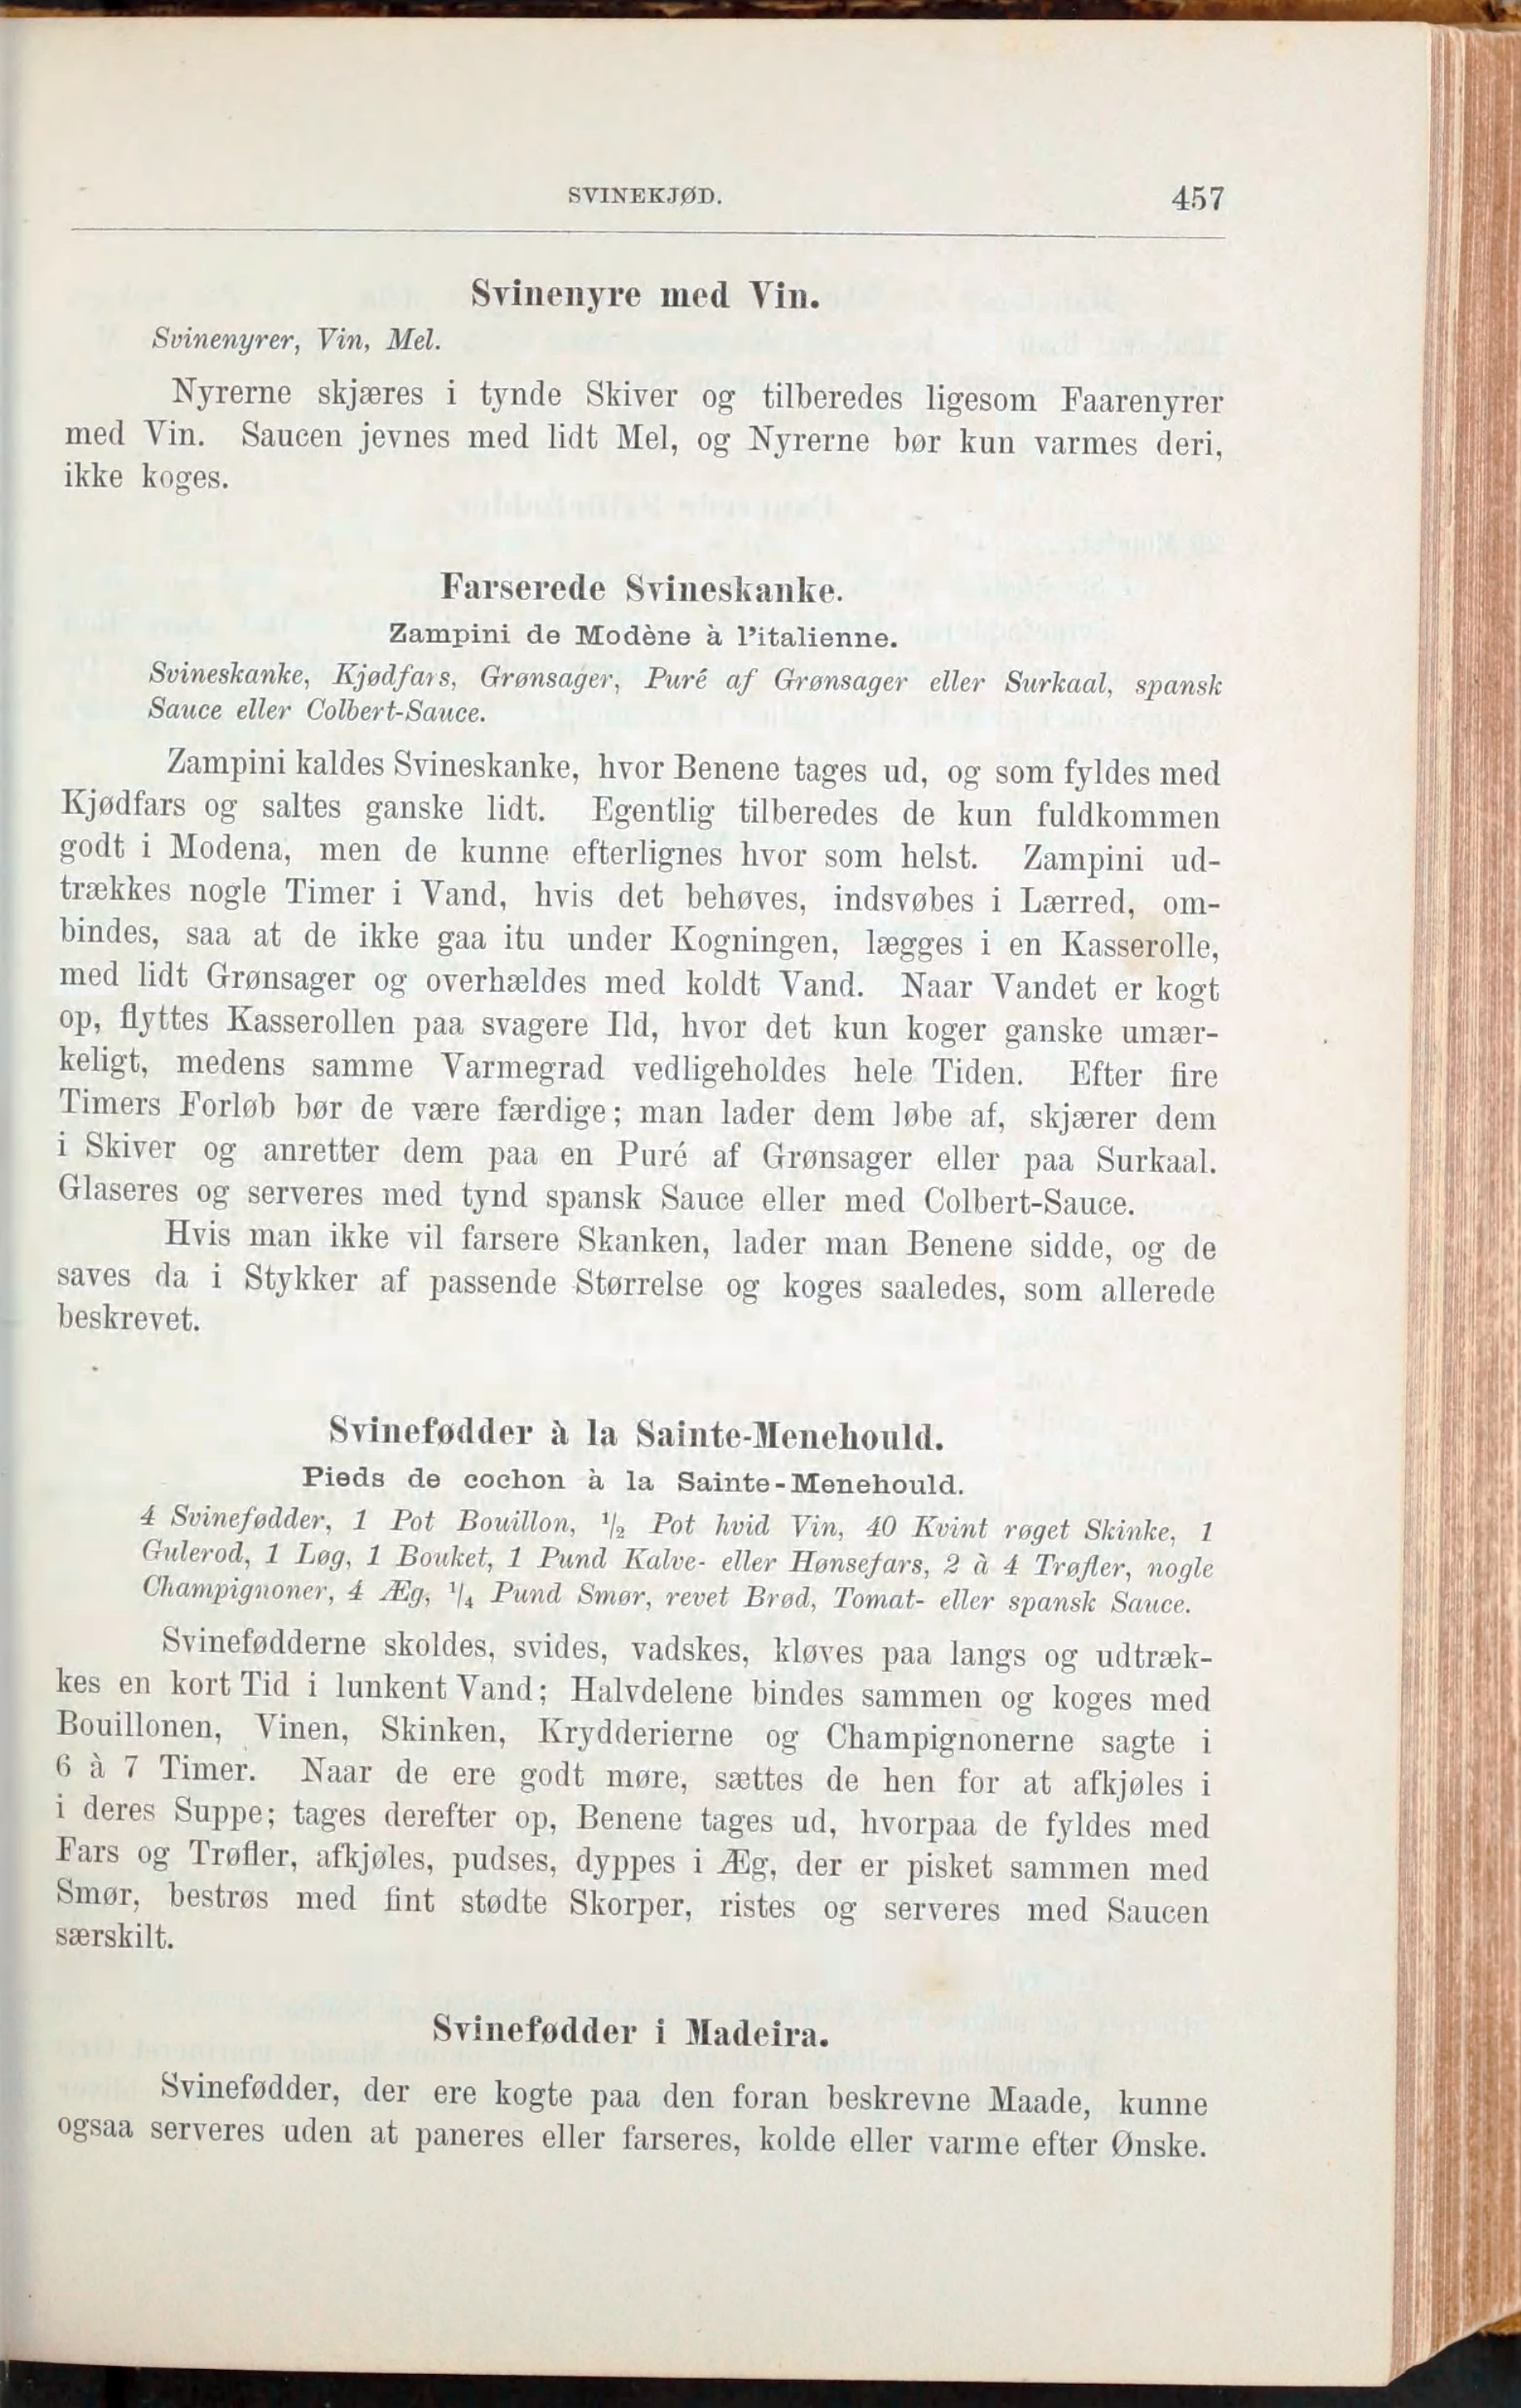 SVINEKJØD.
457
Svinenyre med Vin.
Svinenyrer, Vin, Mel.
Nyrerne skjæres i tynde Skiver og tilberedes ligesom Faarenyrer
med Vin. Saucen jevnes med lidt Mel, og Nyrerne bør kun varmes deri,
ikke koges.
Farserede Svineskanke.
Zampini de Modène à l'italienne.
Svineskanke, Kjødfars, Grønsager, Puré af Grønsager eller Surkaal, spansk
Sauce eller Colbert-Sauce.
Zampini kaldes Svineskanke, hvor Benene tages ud, og som fyldes med
Kjødfars og saltes ganske lidt. Egentlig tilberedes de kun fuldkommen
godt i Modena, men de kunne efterlignes hvor som helst. Zampini ud-
trækkes nogle Timer i Vand, hvis det behøves, indsvøbes i Lærred, om-
bindes, saa at de ikke gaa itu under Kogningen, lægges i en Kasserolle,
med lidt Grønsager og overhældes med koldt Vand. Naar Vandet er kogt
op, flyttes Kasserollen paa svagere Ild, hvor det kun koger ganske umær-
keligt, medens samme Varmegrad vedligeholdes hele Tiden. Efter fire
Timers Forløb bør de være færdige; man lader dem løbe af, skjærer dem
i Skiver og anretter dem paa en Puré af Grønsager eller paa Surkaal.
Glaseres og serveres med tynd spansk Sauce eller med Colbert-Sauce.
Hvis man ikke vil farsere Skanken, lader man Benene sidde, og de
saves da i Stykker af passende Størrelse og koges saaledes, som allerede
beskrevet.
Svinefødder à la Sainte-Menehould.
Pieds de cochon à la Sainte-Menehould.
4 Svinefødder, 1 Pot Bouillon, 1/2 Pot hvid Vin, 40 Kvint røget Skinke, 1
Gulerod, 1 Løg, 1 Bouket, 1 Pund Kalve- eller Hønsefars, 2 à 4 Trøfler, nogle
Champignoner, 4 Æg, 1/4 Pund Smør, revet Brød, Tomat- eller spansk Sauce.
Svinefødderne skoldes, svides, vadskes, kløves paa langs og udtræk-
kes en kort Tid i lunkent Vand; Halvdelene bindes sammen og koges med
Bouillonen, Vinen, Skinken, Krydderierne og Champignonerne sagte i
6 à 7 Timer. Naar de ere godt møre, sættes de hen for at afkjøles i
i deres Suppe; tages derefter op, Benene tages ud, hvorpaa de fyldes med
Fars og Trøfler, afkjøles, pudses, dyppes i Æg, der er pisket sammen med
Smør, bestrøs med fint stødte Skorper, ristes og serveres med Saucen
særskilt.
Svinefødder i Madeira.
Svinefødder, der ere kogte paa den foran beskrevne Maade, kunne
ogsaa serveres uden at paneres eller farseres, kolde eller varme efter Ønske.